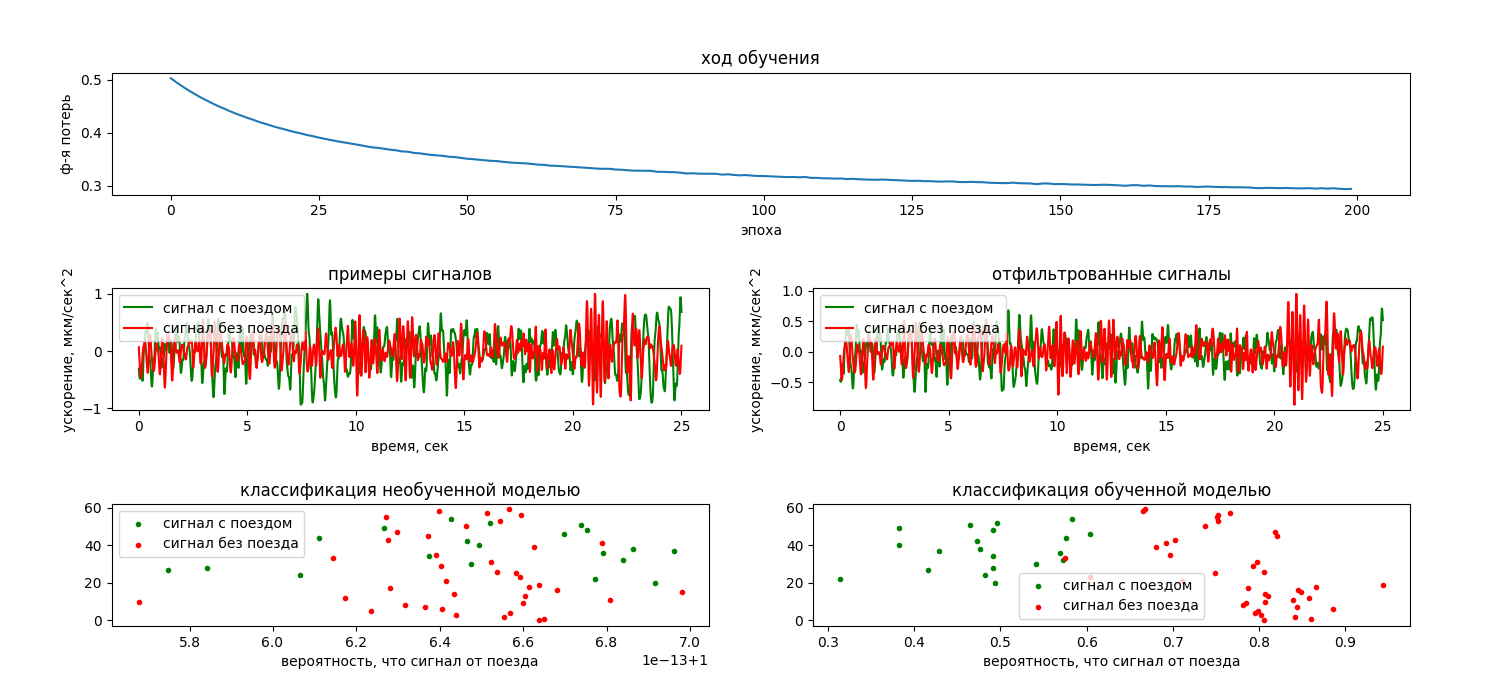 ход обучения
ф-я потерь
0.5
0.4
0.3
0 25 50 75 100 125 150 175 200
эпоха
примеры сигналов
ускорение, мкм/сек^2
1
0
−1
сигнал с поездом
сигнал без поезда
0 5 10 15 20 25
время, сек
отфильтрованные сигналы
ускорение, мкм/сек^2
1.0
0.5
0.0
−0.5
сигнал с поездом
сигнал без поезда
0 5 10 15 20 25
время, сек
классификация необученной моделью
60
40
20
0
сигнал с поездом
сигнал без поезда
5.8 6.0 6.2 6.4 6.6 6.8 7.0
вероятность, что сигнал от поезда
1e−13+1
классификация обученной моделью
60
40
20
0
сигнал с поездом
сигнал без поезда
0.3 0.4 0.5 0.6 0.7 0.8 0.9
вероятность, что сигнал от поезда